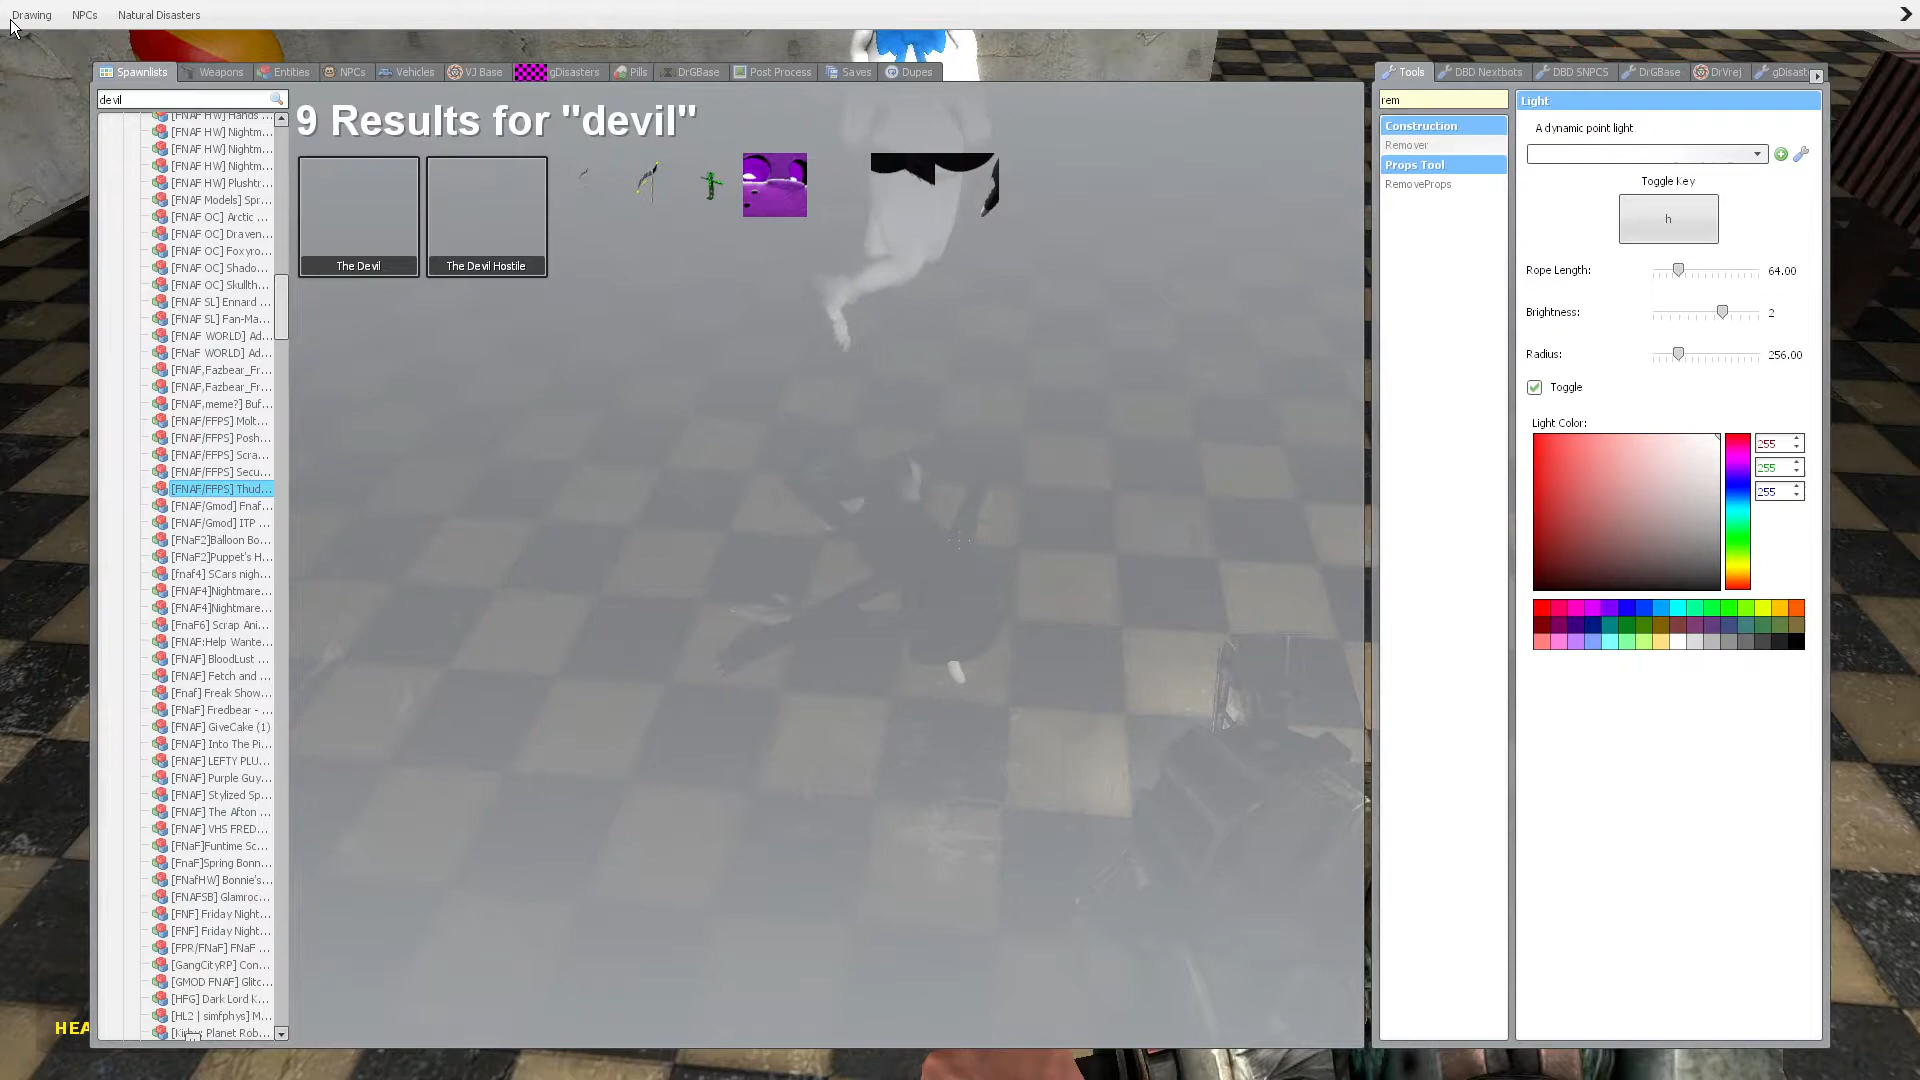 Drawing NPCs Natural Disasters
Spawnlists Weapons Entities NPCs Vehicles VJ Base gDisasters Pills DrGBase Post Process Saves Dupes
devil
9 Results for "devil"
The Devil
The Devil Hostile
[FNAF HW] Hands ...
[FNAF HW] Nightm...
[FNAF HW] Nightm...
[FNAF HW] Nightm...
[FNAF HW] Plushtr...
[FNAF Models] Spr...
[FNAF OC] Arctic ...
[FNAF OC] Draven...
[FNAF OC] Foxyro...
[FNAF OC] Shado...
[FNAF OC] Skullth...
[FNAF SL] Ennard ...
[FNAF SL] Fan-Ma...
[FNAF WORLD] Ad...
[FNaF WORLD] Ad...
[FNAF,Fazbear_Fr...
[FNAF,Fazbear_Fr...
[FNAF,meme?] Buf...
[FNAF/FFPS] Molt...
[FNAF/FFPS] Posh...
[FNAF/FFPS] Scra...
[FNAF/FFPS] Secu...
[FNAF/FFPS] Thud...
[FNAF/Gmod] Fnaf...
[FNAF/Gmod] ITP ...
[FNaF2]Balloon Bo...
[FNaF2]Puppet's H...
[fnaf4] SCars nigh...
[FNAF4]Nightmare...
[FNAF4]Nightmare...
[FnaF6] Scrap Ani...
[FNAF:Help Wante...
[FNAF] BloodLust ...
[FNAF] Fetch and ...
[Fnaf] Freak Show...
[FNaF] Fredbear - ...
[FNAF] GiveCake (1)
[FNAF] Into The Pi...
[FNAF] LEFTY PLU...
[FNAF] Purple Guy...
[FNAF] Stylized Sp...
[FNAF] The Afton ...
[FNAF] VHS FRED...
[FNaF]Funtime Sc...
[FnaF]Spring Bonn...
[FNafHW] Bonnie's...
[FNAFSB] Glamroc...
[FNF] Friday Night...
[FNF] Friday Night...
[FPR/FNaF] FNaF ...
[GangCityRP] Con...
[GMOD FNAF] Glitc...
[HFG] Dark Lord K...
[HL2 | simfphys] M...
Planet Rob...
HEA
Tools DBD Nextbots DBD SNPCS DrGBase DrVrej gDisast
rem
Construction
Remover
Props Tool
RemoveProps
Light
A dynamic point light
Toggle Key
h
Rope Length: 64.00
Brightness: 2
Radius: 256.00
Toggle
Light Color:
255
255
255